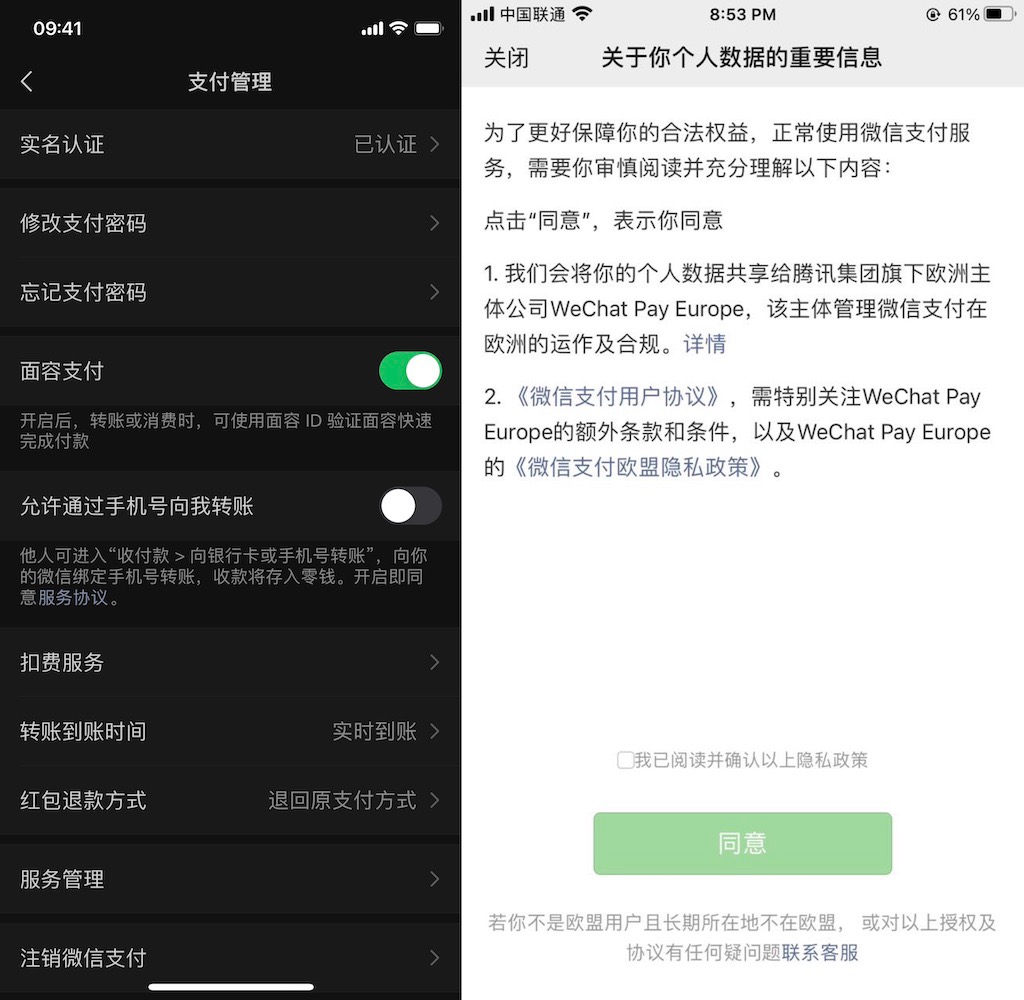 09:41
支付管理
实名认证 已认证
修改支付密码
忘记支付密码
面容支付
开启后，转账或消费时，可使用面容 ID 验证面容快速
完成付款
允许通过手机号向我转账
他人可进入“收付款 > 向银行卡或手机号转账”，向你
的微信绑定手机号转账，收款将存入零钱。开启即同
意服务协议。
扣费服务
转账到账时间 实时到账
红包退款方式 退回原支付方式
服务管理
注销微信支付
中国联通 8:53 PM 61%
关闭 关于你个人数据的重要信息
为了更好保障你的合法权益，正常使用微信支付服
务，需要你审慎阅读并充分理解以下内容：
点击“同意”，表示你同意
1. 我们会将你的个人数据共享给腾讯集团旗下欧洲主
体公司WeChat Pay Europe，该主体管理微信支付在
欧洲的运作及合规。详情
2. 《微信支付用户协议》，需特别关注WeChat Pay
Europe的额外条款和条件，以及WeChat Pay Europe
的《微信支付欧盟隐私政策》。
我已阅读并确认以上隐私政策
同意
若你不是欧盟用户且长期所在地不在欧盟， 或对以上授权及
协议有任何疑问题联系客服